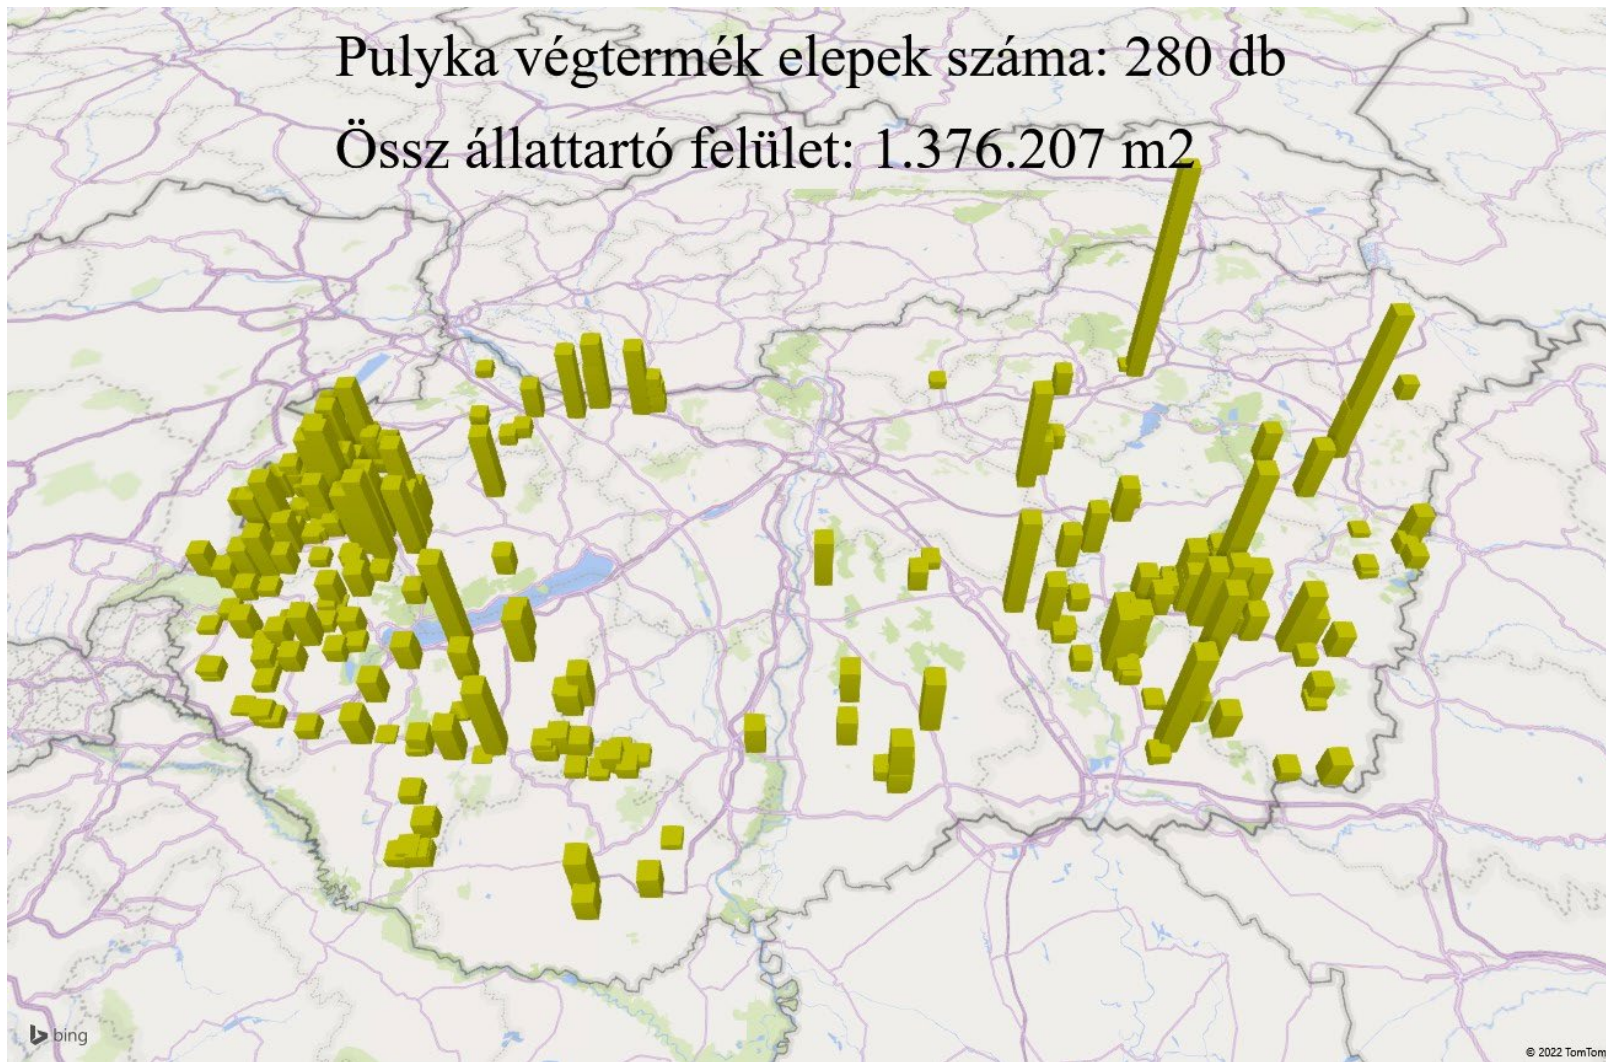 Pulyka végtermék elepek száma: 280 db
Össz állattartó felület: 1.376.207 m2
bing
© 2022 TomTom